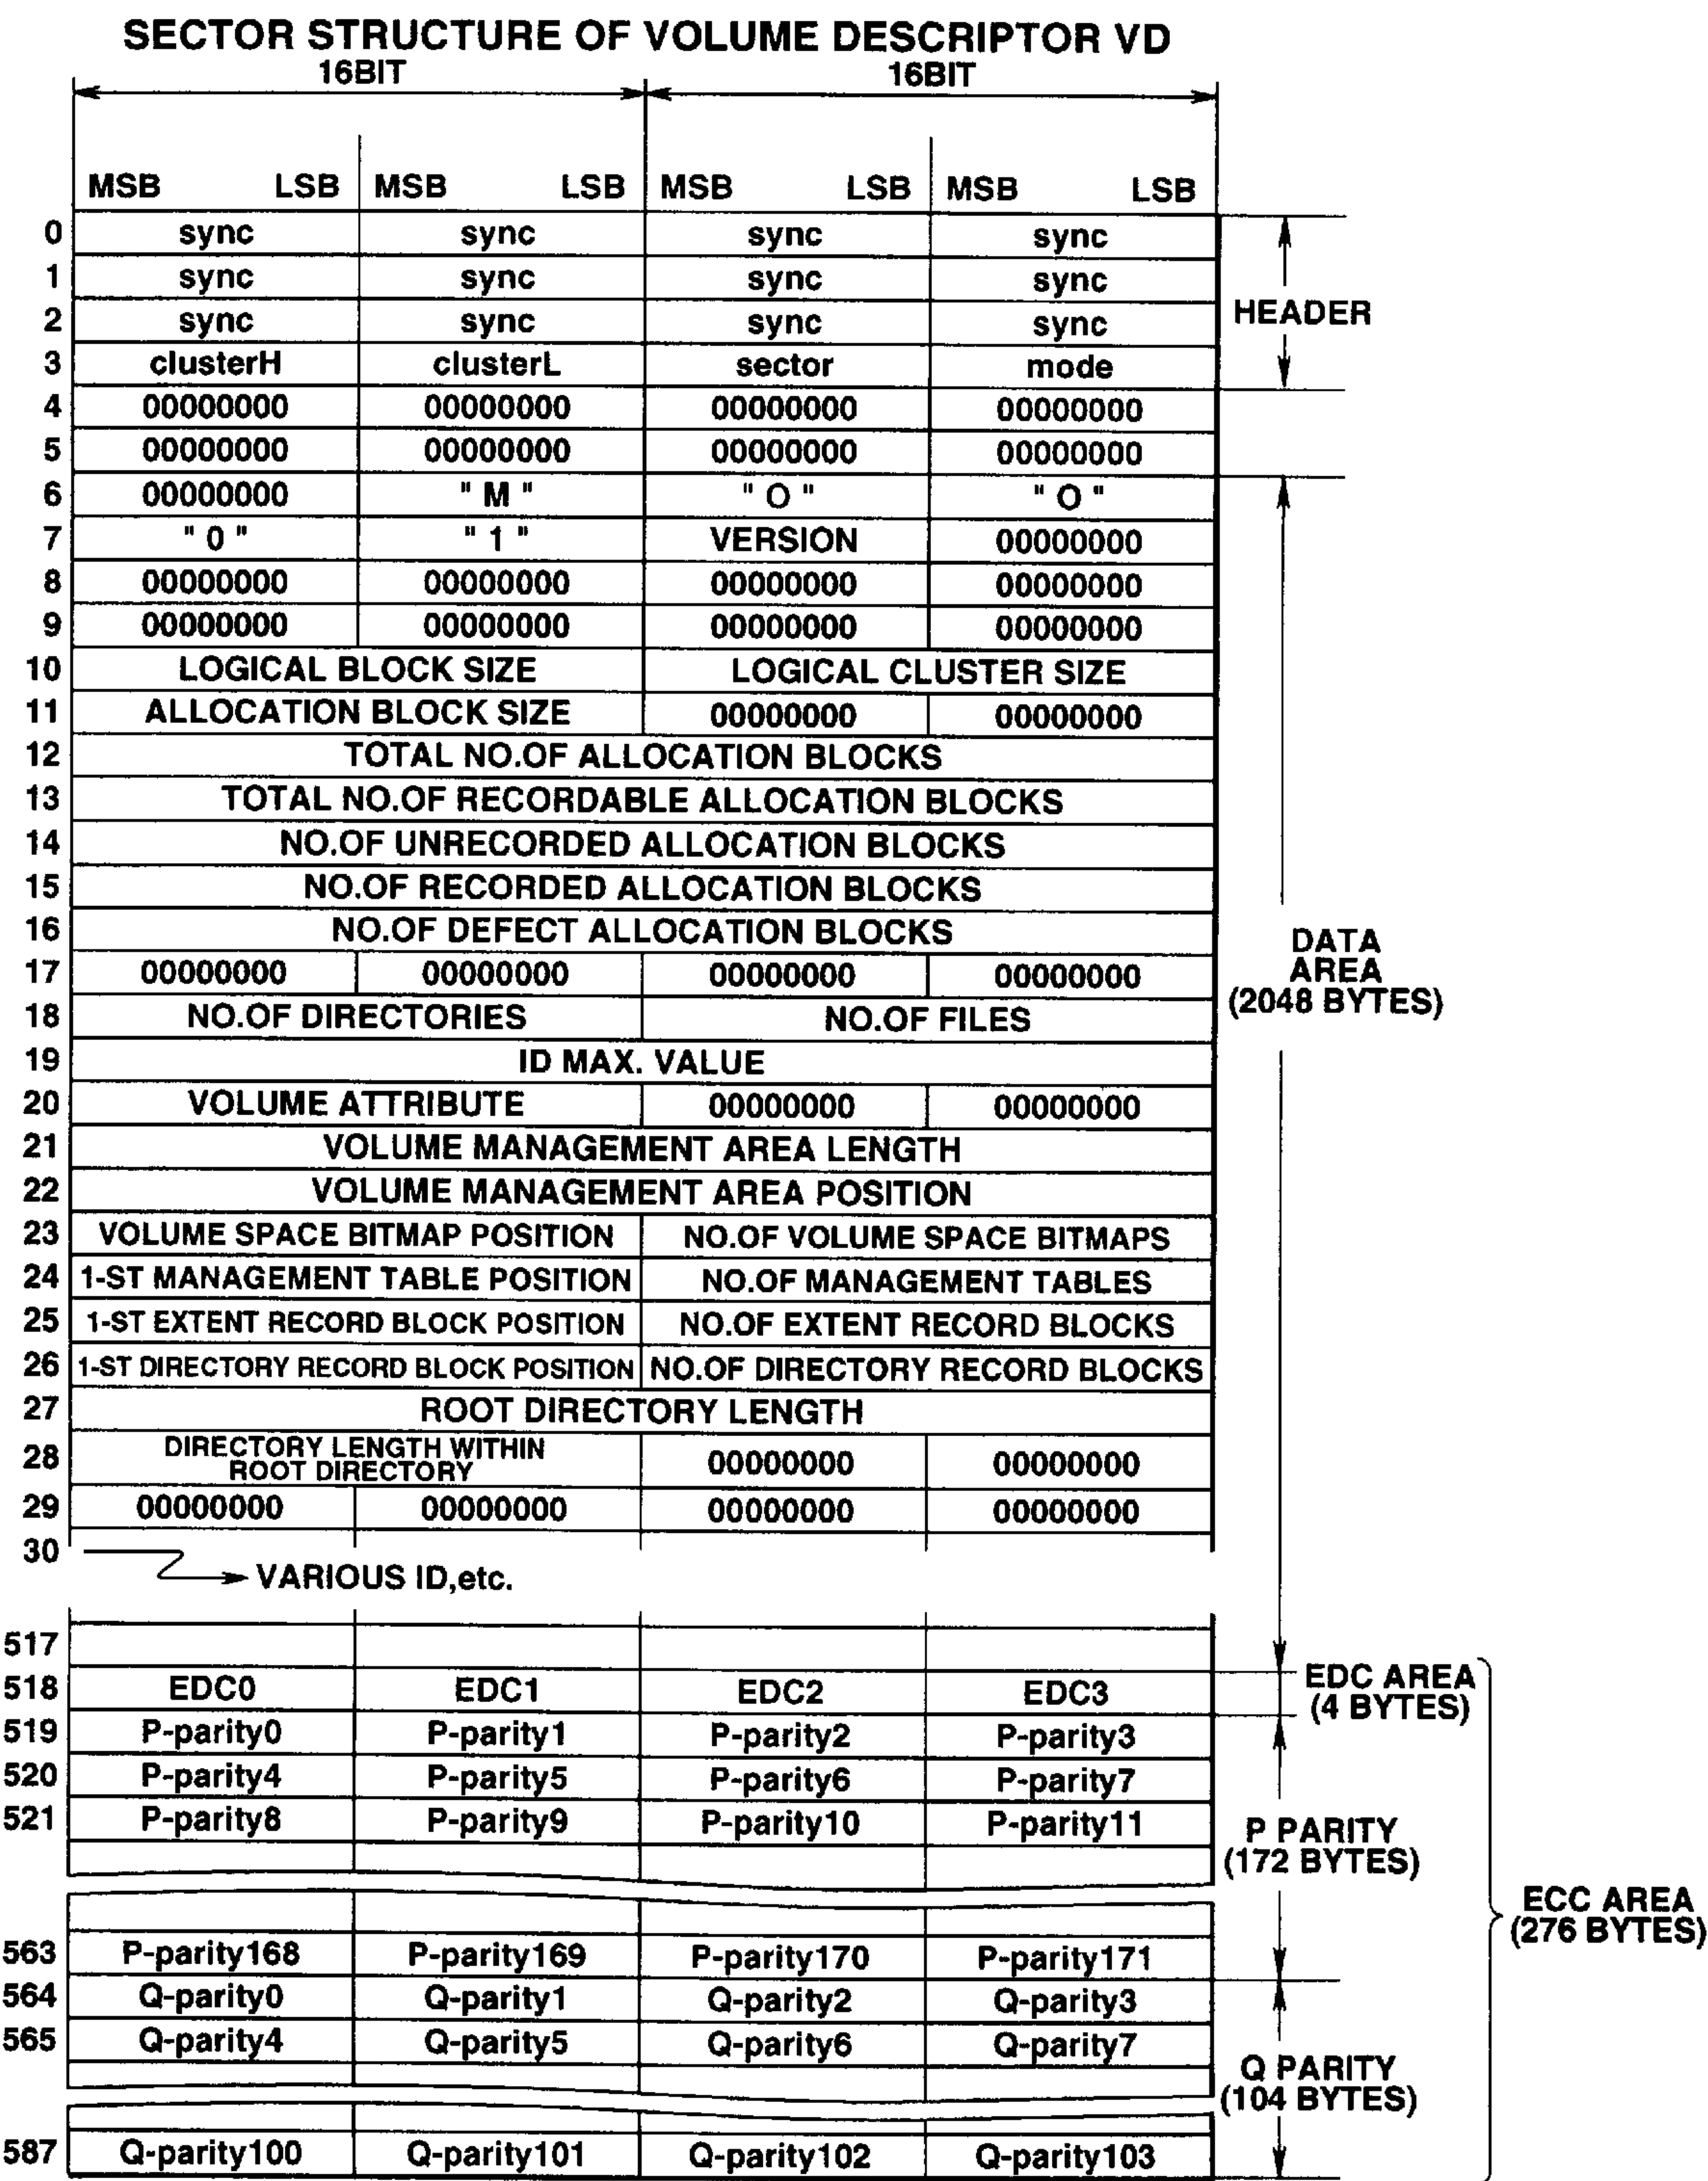 SECTOR STRUCTURE OF VOLUME DESCRIPTOR VD
16BIT 16BIT
MSB LSB MSB LSB MSB LSB MSB LSB
0 sync sync sync sync
1 sync sync sync sync
HEADER
2 sync sync sync sync
3 clusterH clusterL sector mode
4 00000000 00000000 00000000 00000000
5 00000000 00000000 00000000 00000000
6 00000000 " M " " O " " O "
7 " 0 " " 1 " VERSION 00000000
8 00000000 00000000 00000000 00000000
9 00000000 00000000 00000000 00000000
10 LOGICAL BLOCK SIZE LOGICAL CLUSTER SIZE
11 ALLOCATION BLOCK SIZE 00000000 00000000
12 TOTAL NO.OF ALLOCATION BLOCKS
13 TOTAL NO.OF RECORDABLE ALLOCATION BLOCKS
14 NO.OF UNRECORDED ALLOCATION BLOCKS
15 NO.OF RECORDED ALLOCATION BLOCKS
16 NO.OF DEFECT ALLOCATION BLOCKS
DATA
AREA
(2048 BYTES)
17 00000000 00000000 00000000 00000000
18 NO.OF DIRECTORIES NO.OF FILES
19 ID MAX. VALUE
20 VOLUME ATTRIBUTE 00000000 00000000
21 VOLUME MANAGEMENT AREA LENGTH
22 VOLUME MANAGEMENT AREA POSITION
23 VOLUME SPACE BITMAP POSITION NO.OF VOLUME SPACE BITMAPS
24 1-ST MANAGEMENT TABLE POSITION NO.OF MANAGEMENT TABLES
25 1-ST EXTENT RECORD BLOCK POSITION NO.OF EXTENT RECORD BLOCKS
26 1-ST DIRECTORY RECORD BLOCK POSITION NO.OF DIRECTORY RECORD BLOCKS
27 ROOT DIRECTORY LENGTH
28 DIRECTORY LENGTH WITHIN
ROOT DIRECTORY 00000000 00000000
29 00000000 00000000 00000000 00000000
30
VARIOUS ID,etc.
517
518 EDC0 EDC1 EDC2 EDC3
EDC AREA
(4 BYTES)
519 P-parity0 P-parity1 P-parity2 P-parity3
520 P-parity4 P-parity5 P-parity6 P-parity7
521 P-parity8 P-parity9 P-parity10 P-parity11
P PARITY
(172 BYTES)
ECC AREA
(276 BYTES)
563 P-parity168 P-parity169 P-parity170 P-parity171
564 Q-parity0 Q-parity1 Q-parity2 Q-parity3
565 Q-parity4 Q-parity5 Q-parity6 Q-parity7
Q PARITY
(104 BYTES)
587 Q-parity100 Q-parity101 Q-parity102 Q-parity103